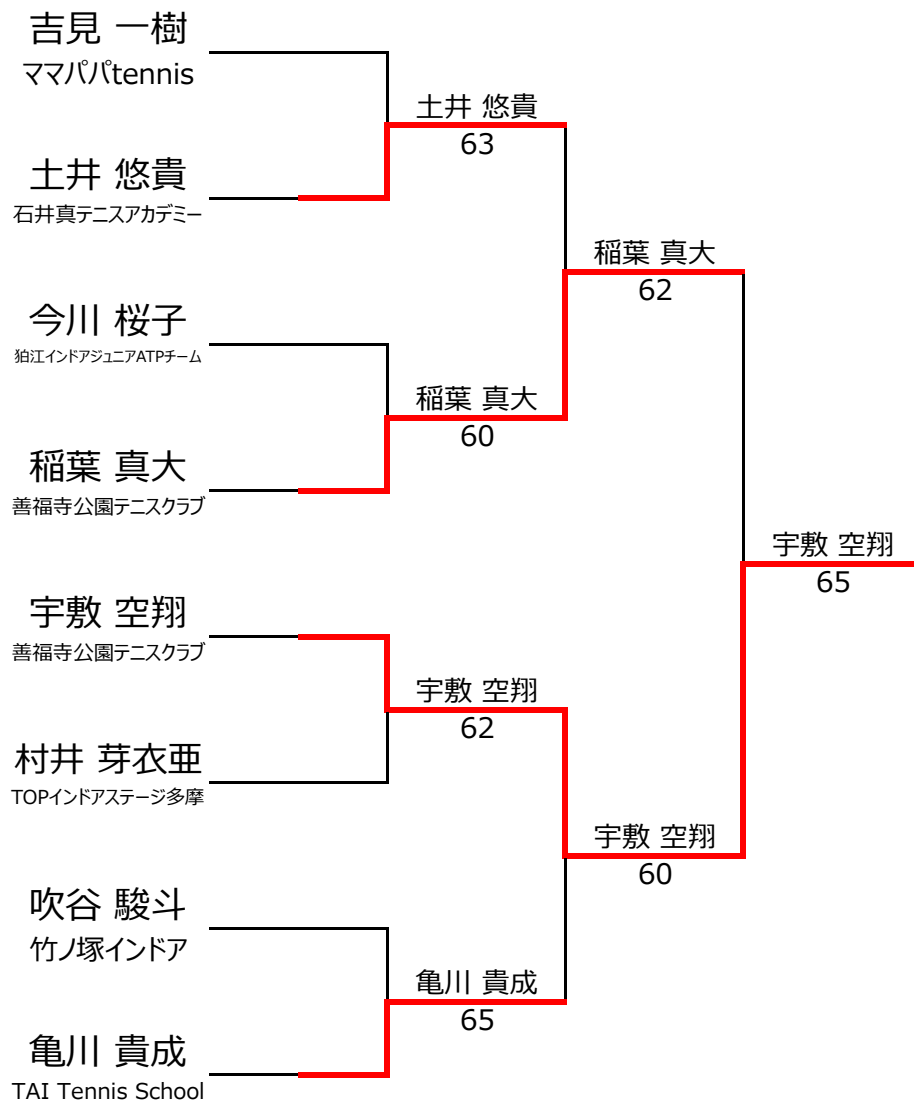 吉見 一樹
ママパパtennis
土井 悠貴
63
土井 悠貴
石井真テニスアカデミー
稲葉 真大
62
今川 桜子
狛江インドアジュニアATPチーム
稲葉 真大
60
稲葉 真大
善福寺公園テニスクラブ
宇敷 空翔
65
宇敷 空翔
善福寺公園テニスクラブ
宇敷 空翔
62
村井 芽衣亜
TOPインドアステージ多摩
宇敷 空翔
60
吹谷 駿斗
竹ノ塚インドア
亀川 貴成
65
亀川 貴成
TAI Tennis School